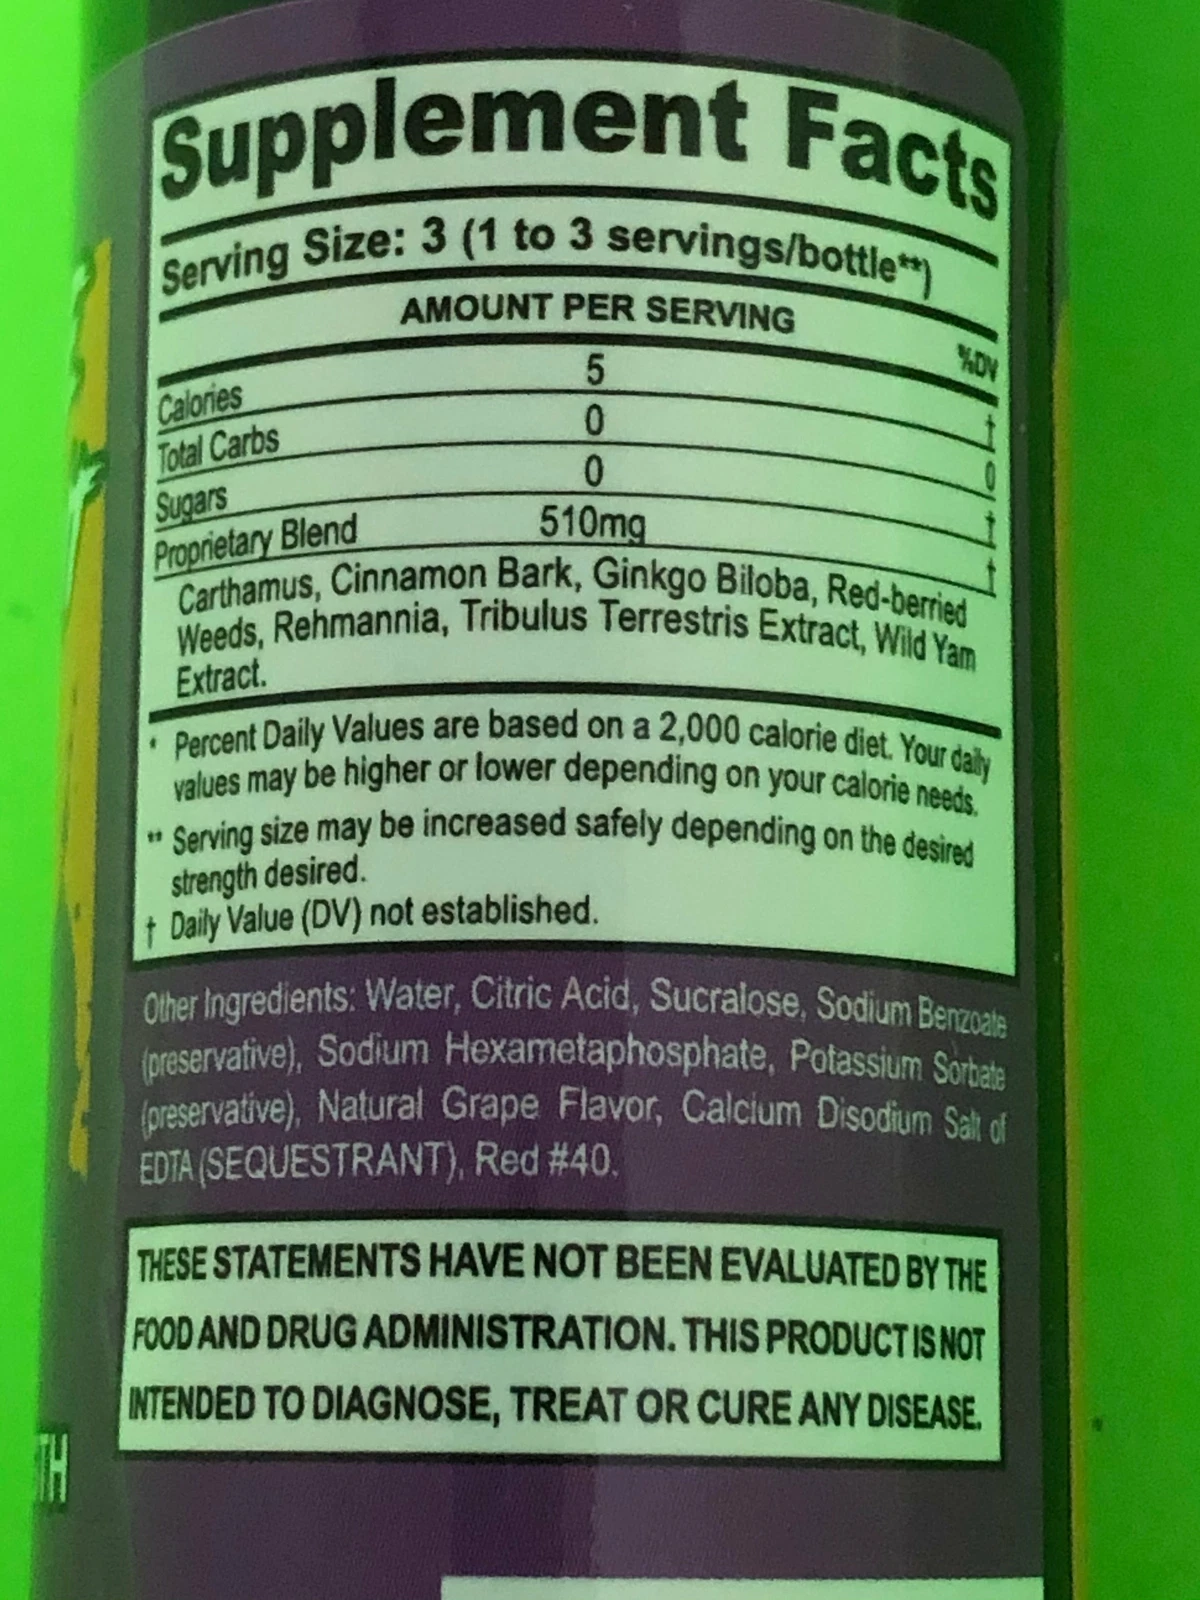 Supplement Facts
Serving Size: 3 (1 to 3 servings/bottle**)
AMOUNT PER SERVING
%DV
Calories 5 †
Total Carbs 0 0
Sugars 0 †
Proprietary Blend 510mg †
Carthamus, Cinnamon Bark, Ginkgo Biloba, Red-berried
Weeds, Rehmannia, Tribulus Terrestris Extract, Wild Yam
Extract.
* Percent Daily Values are based on a 2,000 calorie diet. Your daily
values may be higher or lower depending on your calorie needs.
** Serving size may be increased safely depending on the desired
strength desired.
† Daily Value (DV) not established.
Other Ingredients: Water, Citric Acid, Sucralose, Sodium Benzoate
(preservative), Sodium Hexametaphosphate, Potassium Sorbate
(preservative), Natural Grape Flavor, Calcium Disodium Salt of
EDTA (SEQUESTRANT), Red #40.
THESE STATEMENTS HAVE NOT BEEN EVALUATED BY THE
FOOD AND DRUG ADMINISTRATION. THIS PRODUCT IS NOT
INTENDED TO DIAGNOSE, TREAT OR CURE ANY DISEASE.
TH